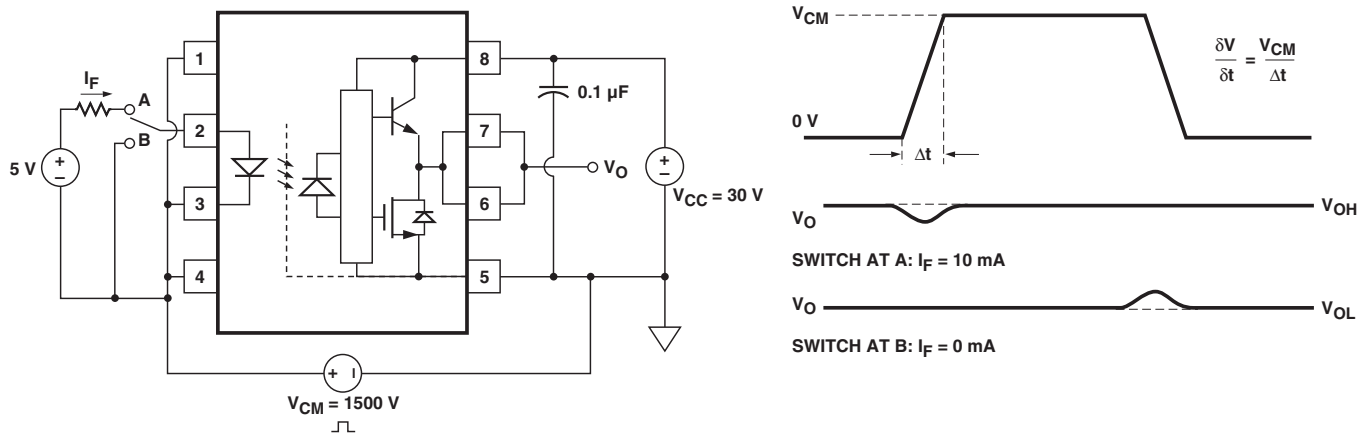 1
2
3
4
8
7
6
5
I_F
A
B
5 V
+
–
0.1 µF
V_O
+
–
V_CC = 30 V
+ I
V_CM = 1500 V
V_CM
0 V
Δt
δV/δt = V_CM/Δt
V_O
V_OH
SWITCH AT A: I_F = 10 mA
V_O
V_OL
SWITCH AT B: I_F = 0 mA